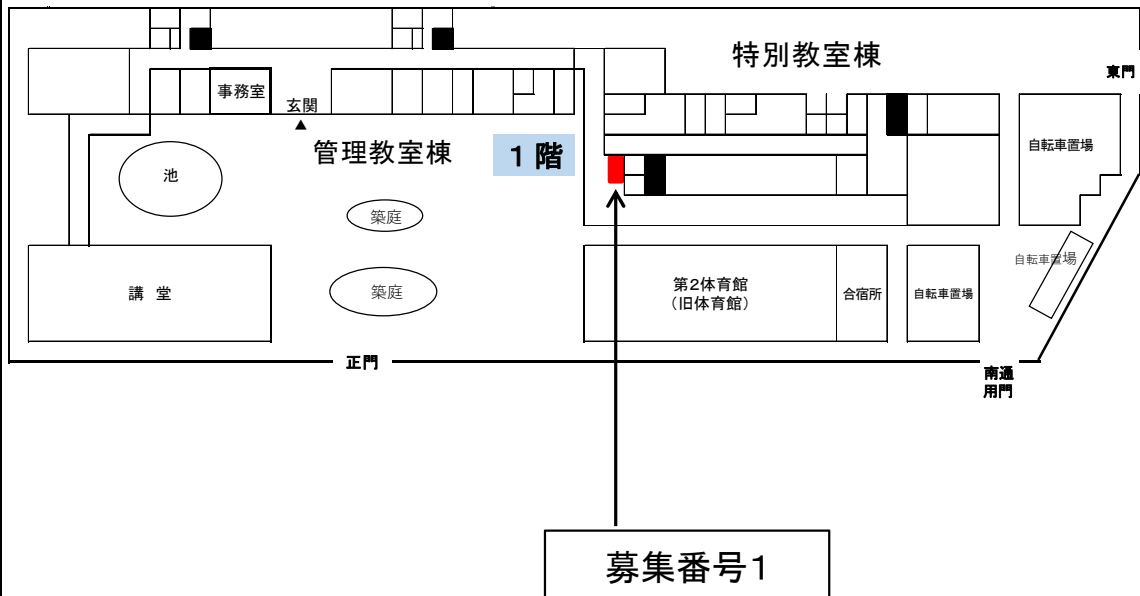 特別教室棟
東門
事務室
玄関
▲
管理教室棟
1階
自転車置場
池
築庭
自転車置場
講 堂
築庭
第2体育館
(旧体育館)
合宿所
自転車置場
正門
南通
用門
募集番号1